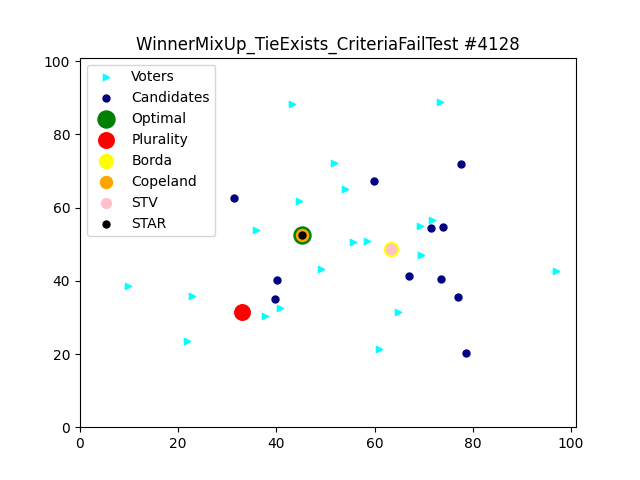 WinnerMixUp_TieExists_CriteriaFailTest #4128
100
80
60
40
20
0
Voters
Candidates
Optimal
Plurality
Borda
Copeland
STV
STAR
0 20 40 60 80 100